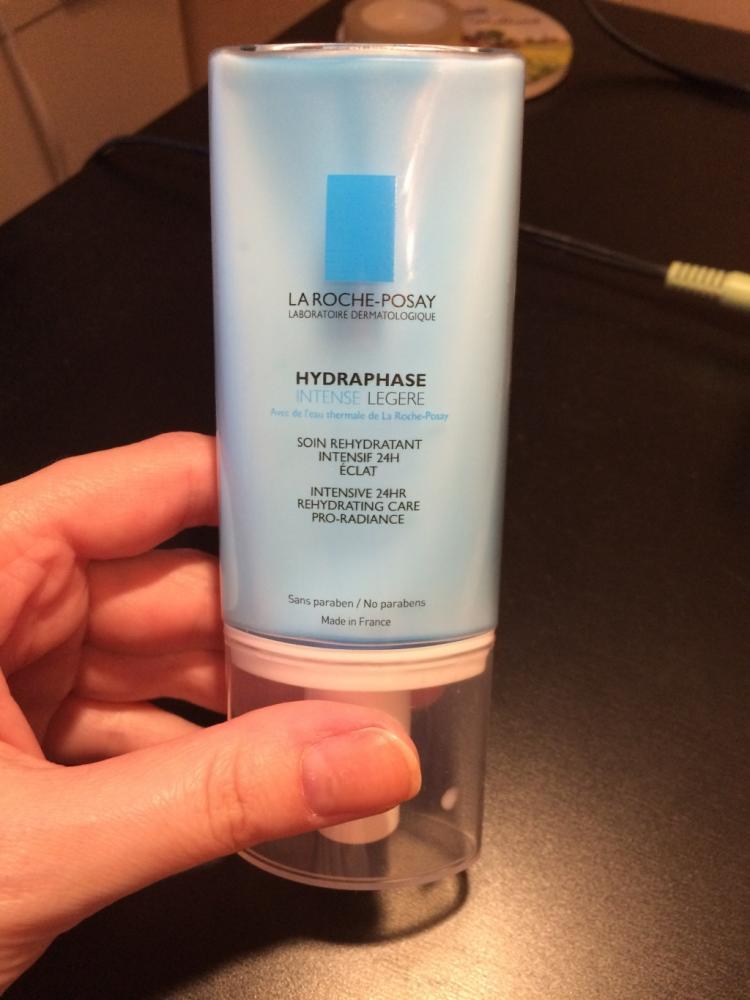 LA ROCHE-POSAY
LABORATOIRE DERMATOLOGIQUE
HYDRAPHASE
INTENSE LEGERE
Avec de l'eau thermale de La Roche-Posay
SOIN REHYDRATANT
INTENSIF 24H
ÉCLAT
INTENSIVE 24HR
REHYDRATING CARE
PRO-RADIANCE
Sans paraben / No parabens
Made in France